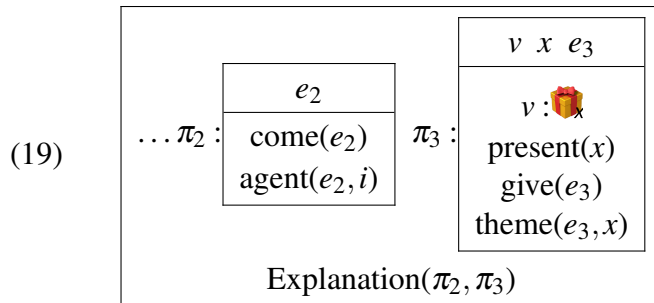 (19)
… π₂ :
e₂
come(e₂)
agent(e₂, i)
π₃ :
v x e₃
v :🎁ₓ
present(x)
give(e₃)
theme(e₃, x)
Explanation(π₂, π₃)